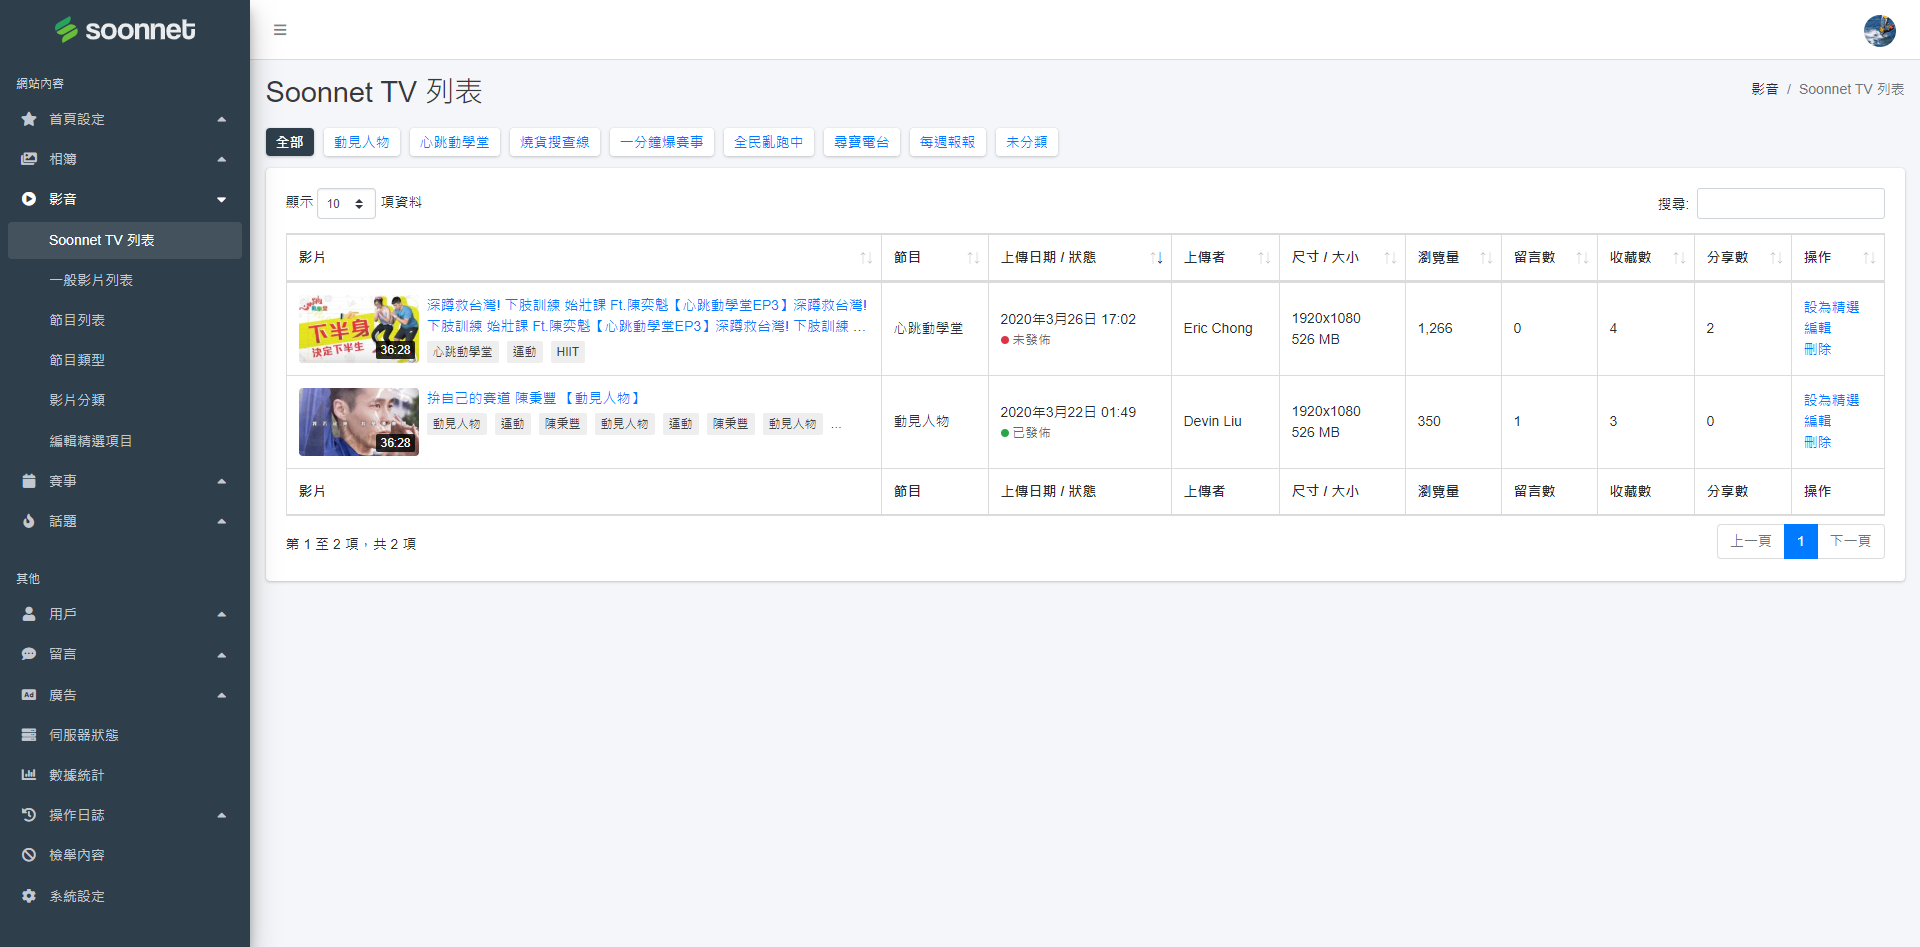 soonnet
網站內容
首頁設定
相簿
影音
Soonnet TV 列表
一般影片列表
節目列表
節目類型
影片分類
編輯精選項目
賽事
話題
其他
用戶
留言
Ad 廣告
伺服器狀態
數據統計
操作日誌
檢舉內容
系統設定
Soonnet TV 列表
影音 / Soonnet TV 列表
全部 動見人物 心跳動學堂 燒貨搜查線 一分鐘爆賽事 全民亂跑中 尋寶電台 每週報報 未分類
顯示 10 項資料
搜尋:
影片 節目 上傳日期 / 狀態 上傳者 尺寸 / 大小 瀏覽量 留言數 收藏數 分享數 操作
下半身
決定下半生
36:28
深蹲救台灣! 下肢訓練 始壯課 Ft.陳奕魁【心跳動學堂EP3】深蹲救台灣!
下肢訓練 始壯課 Ft.陳奕魁【心跳動學堂EP3】深蹲救台灣! 下肢訓練 ...
心跳動學堂 運動 HIIT
心跳動學堂
2020年3月26日 17:02
未發佈
Eric Chong
1920x1080
526 MB
1,266
0
4
2
設為精選
編輯
刪除
36:28
拚自己的賽道 陳秉豐 【動見人物】
動見人物 運動 陳秉豐 動見人物 運動 陳秉豐 動見人物 ...
動見人物
2020年3月22日 01:49
已發佈
Devin Liu
1920x1080
526 MB
350
1
3
0
設為精選
編輯
刪除
影片 節目 上傳日期 / 狀態 上傳者 尺寸 / 大小 瀏覽量 留言數 收藏數 分享數 操作
第 1 至 2 項，共 2 項
上一頁 1 下一頁